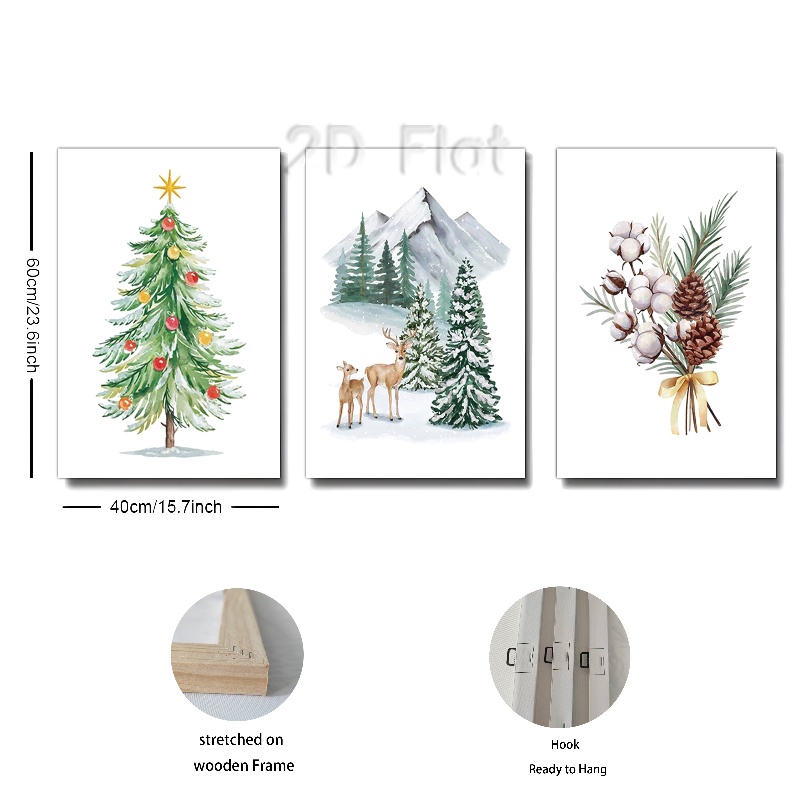 2D Flat
60cm/23.6inch
40cm/15.7inch
stretched on
wooden Frame
Hook
Ready to Hang